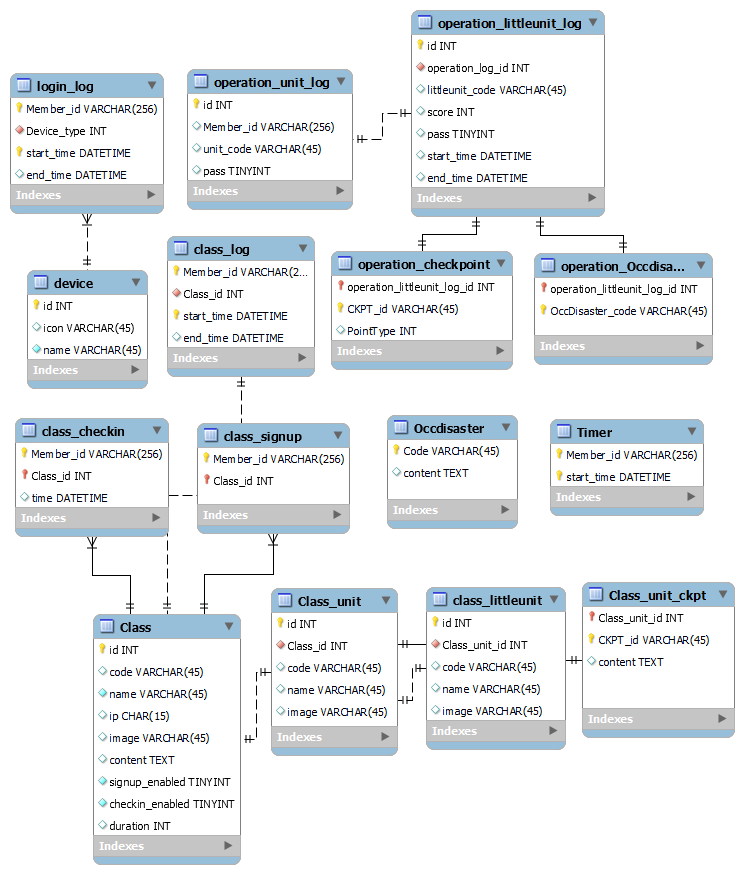 operation_littleunit_log
id INT
operation_log_id INT
littleunit_code VARCHAR(45)
score INT
pass TINYINT
start_time DATETIME
end_time DATETIME
Indexes
login_log
Member_id VARCHAR(256)
Device_type INT
start_time DATETIME
end_time DATETIME
Indexes
operation_unit_log
id INT
Member_id VARCHAR(256)
unit_code VARCHAR(45)
pass TINYINT
Indexes
device
id INT
icon VARCHAR(45)
name VARCHAR(45)
Indexes
class_log
Member_id VARCHAR(2...
Class_id INT
start_time DATETIME
end_time DATETIME
Indexes
operation_checkpoint
operation_littleunit_log_id INT
CKPT_id VARCHAR(45)
PointType INT
Indexes
operation_Occdisa...
operation_littleunit_log_id INT
OccDisaster_code VARCHAR(45)
Indexes
class_checkin
Member_id VARCHAR(256)
Class_id INT
time DATETIME
Indexes
class_signup
Member_id VARCHAR(256)
Class_id INT
Indexes
Occdisaster
Code VARCHAR(45)
content TEXT
Indexes
Timer
Member_id VARCHAR(256)
start_time DATETIME
Indexes
Class
id INT
code VARCHAR(45)
name VARCHAR(45)
ip CHAR(15)
image VARCHAR(45)
content TEXT
signup_enabled TINYINT
checkin_enabled TINYINT
duration INT
Indexes
Class_unit
id INT
Class_id INT
code VARCHAR(45)
name VARCHAR(45)
image VARCHAR(45)
Indexes
class_littleunit
id INT
Class_unit_id INT
code VARCHAR(45)
name VARCHAR(45)
image VARCHAR(45)
Indexes
Class_unit_ckpt
Class_unit_id INT
CKPT_id VARCHAR(45)
content TEXT
Indexes